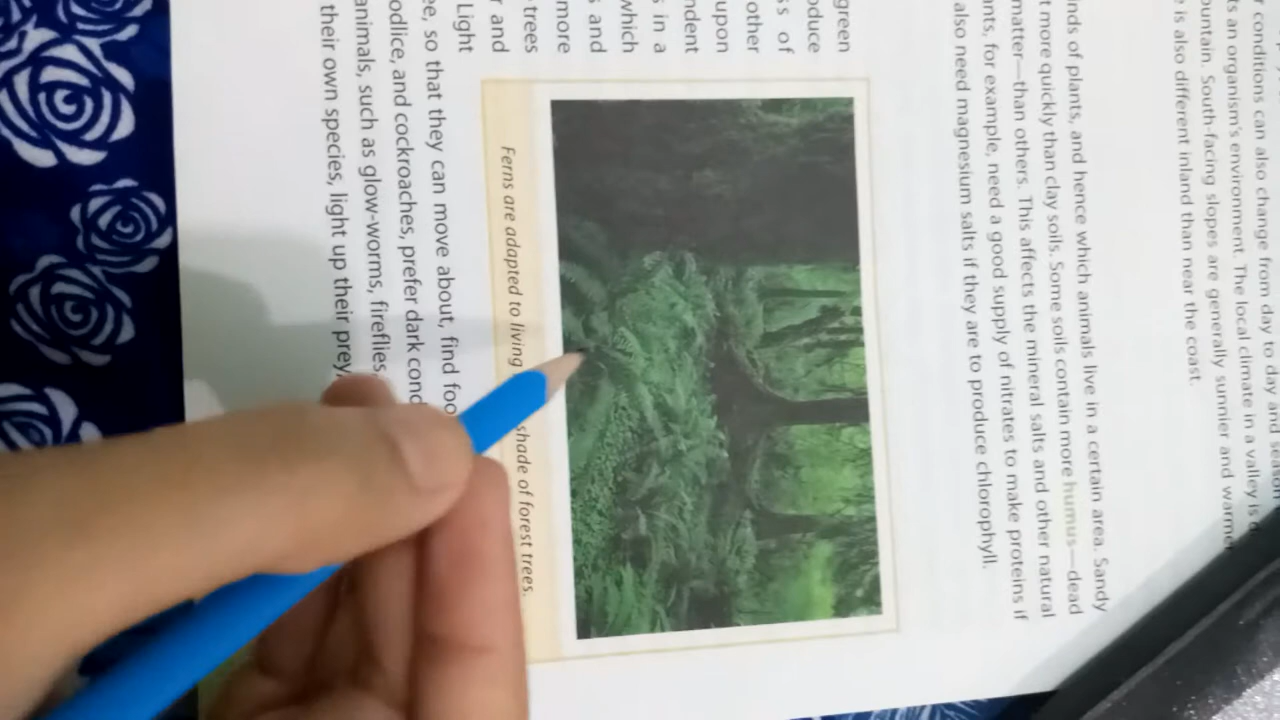 conditions can also change from day to day and season
an organism's environment. The local climate in a valley is
ountain. South-facing slopes are generally sunnier and warmer
is also different inland than near the coast.
inds of plants, and hence which animals live in a certain area. Sandy
t more quickly than clay soils. Some soils contain more humus—dead
matter—than others. This affects the mineral salts and other natural
ants, for example, need a good supply of nitrates to make proteins if
also need magnesium salts if they are to produce chlorophyll.
green
oduce
s of
other
upon
ndent
s in a
which
s and
more
trees
r and
Light
Ferns are adapted to living shade of forest trees.
ee, so that they can move about, find foo
oodlice, and cockroaches, prefer dark cond
animals, such as glow-worms, fireflies
their own species, light up their prey,